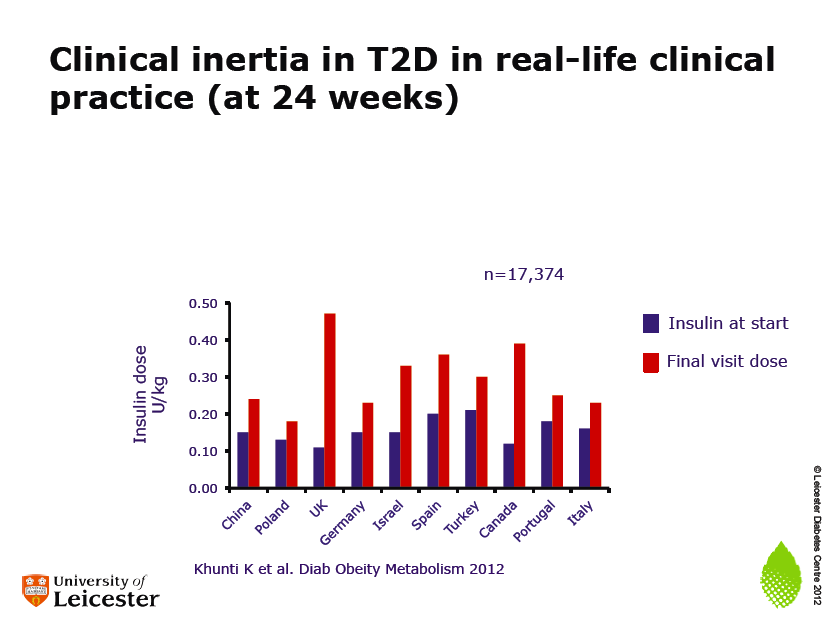 Clinical inertia in T2D in real-life clinical
practice (at 24 weeks)
n=17,374
0.50
0.40
0.30
0.20
0.10
0.00
Insulin dose
U/kg
China
Poland
UK
Germany
Israel
Spain
Turkey
Canada
Portugal
Italy
Insulin at start
Final visit dose
Khunti K et al. Diab Obeity Metabolism 2012
University of
Leicester
© Leicester Diabetes Centre 2012